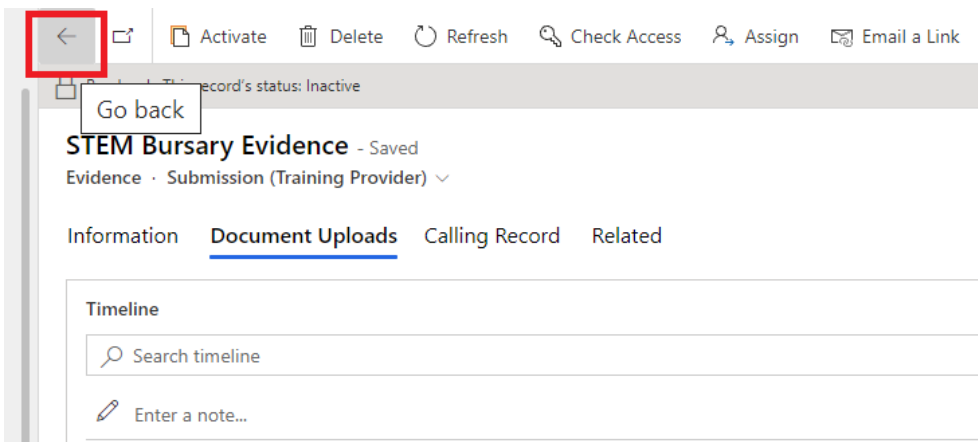 Activate Delete Refresh Check Access Assign Email a Link
record's status: Inactive
Go back
STEM Bursary Evidence - Saved
Evidence · Submission (Training Provider)
Information Document Uploads Calling Record Related
Timeline
Search timeline
Enter a note...